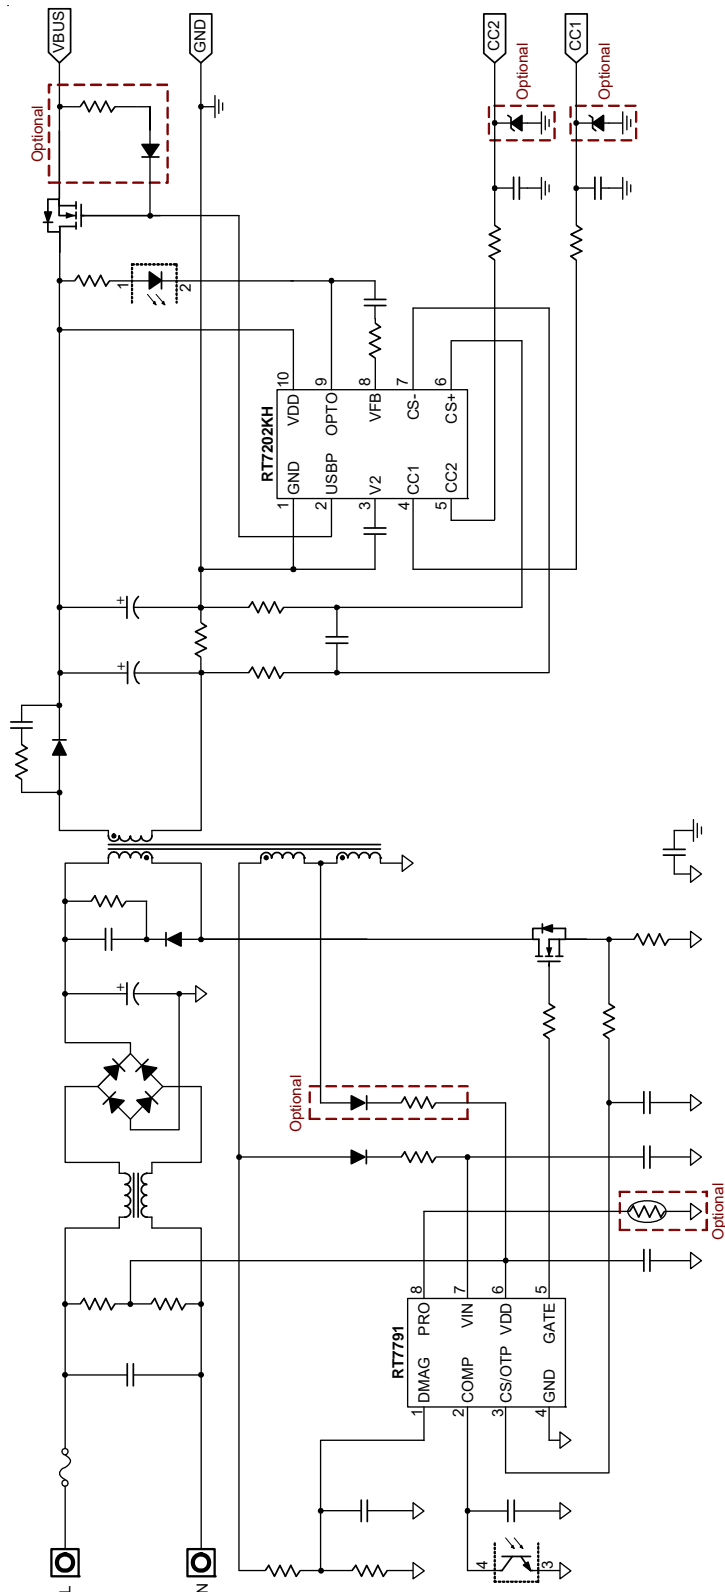 VBUS
GND
CC2
CC1
Optional
Optional
Optional
1
2
+
+
RT7202KH
10
9
8
7
6
VDD
OPTO
VFB
CS-
CS+
GND
USBP
V2
CC1
CC2
1
2
3
4
5
+
Optional
Optional
RT7791
8
7
6
5
PRO
VIN
VDD
GATE
DMAG
COMP
CS/OTP
GND
1
2
3
4
4
3
L
N